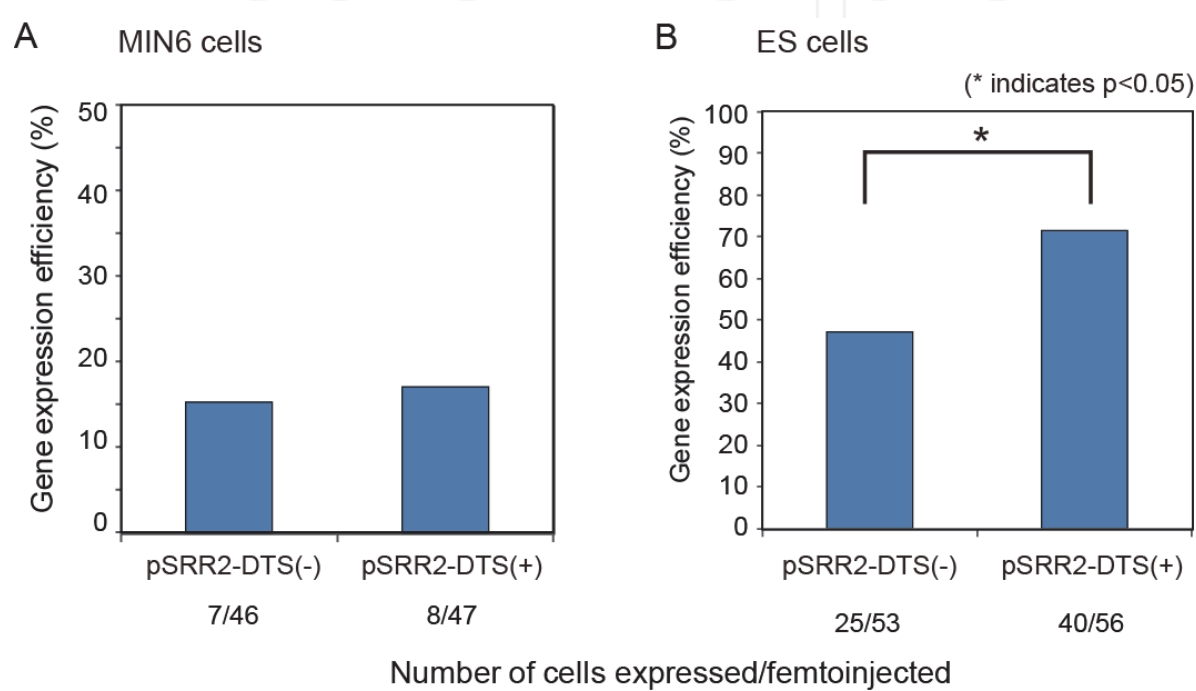 A MIN6 cells
Gene expression efficiency (%)
50
40
30
20
10
0
pSRR2-DTS(-) pSRR2-DTS(+)
7/46 8/47
B ES cells
(* indicates p<0.05)
Gene expression efficiency (%)
100
90
80
70
60
50
40
30
20
10
0
*
pSRR2-DTS(-) pSRR2-DTS(+)
25/53 40/56
Number of cells expressed/femtoinjected